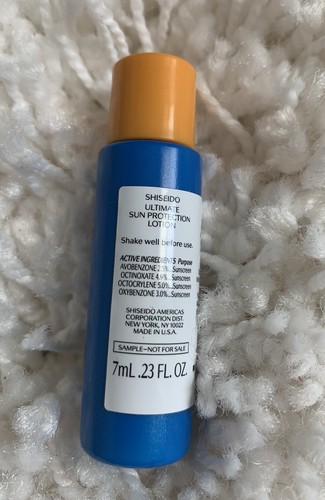 SHISEIDO
ULTIMATE
SUN PROTECTION
LOTION
Shake well before use.
ACTIVE INGREDIENTS Purpose
AVOBENZONE 2.5%...Sunscreen
OCTINOXATE 4.9%...Sunscreen
OCTOCRYLENE 5.0%...Sunscreen
OXYBENZONE 3.0%...Sunscreen
SHISEIDO AMERICAS
CORPORATION DIST.
NEW YORK, NY 10022
MADE IN U.S.A.
SAMPLE-NOT FOR SALE
7mL .23 FL. OZ.